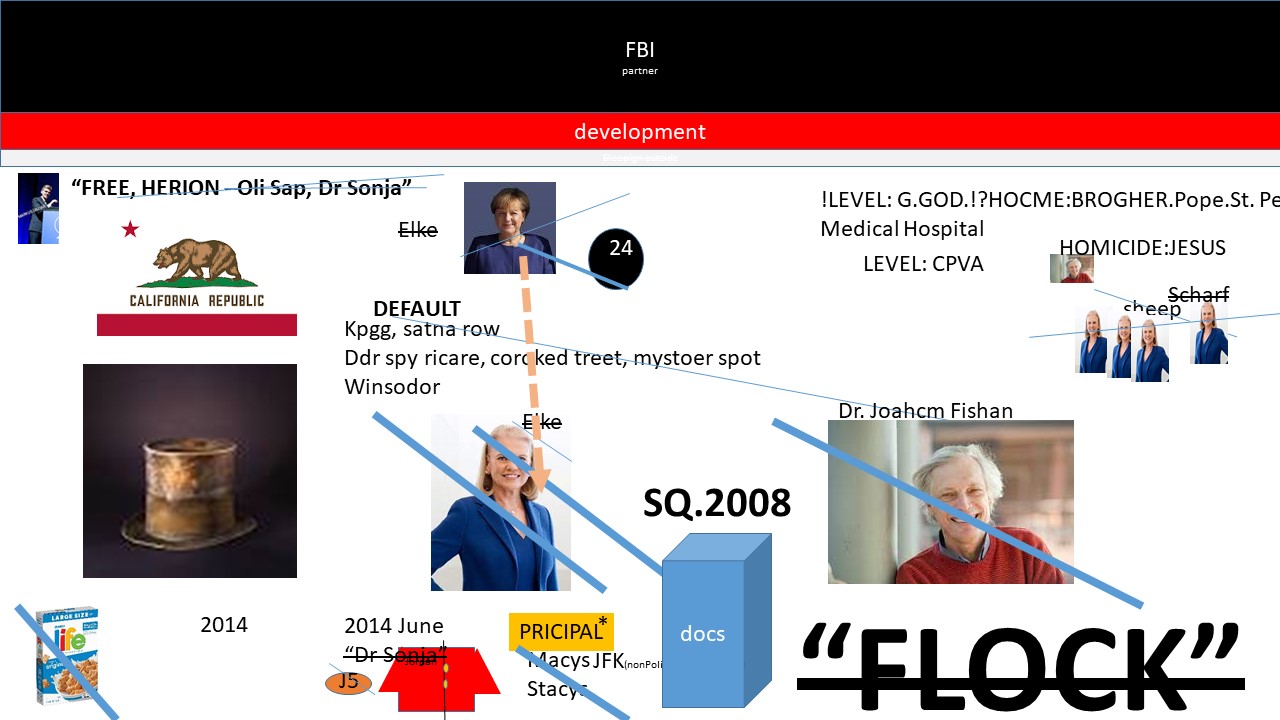 FBI
partner
development
“FREE, HERION - Oli Sap, Dr Sonja”
Elke
24
!LEVEL: G.GOD.!?HOCME:BROGHER.Pope.St. Pe
Medical Hospital
HOMICIDE:JESUS
LEVEL: CPVA
CALIFORNIA REPUBLIC
Scharf
sheep
DEFAULT
Kpgg, satna row
Ddr spy ricare, corocked treet, mystoer spot
Winsodor
Dr. Joahcm Fishan
Elke
SQ.2008
LARGE SIZE
life
2014
2014 June
“Dr Sonja”
PRICIPAL*
docs
“FLOCK”
Macys JFK(nonPoli
J5
Stacys